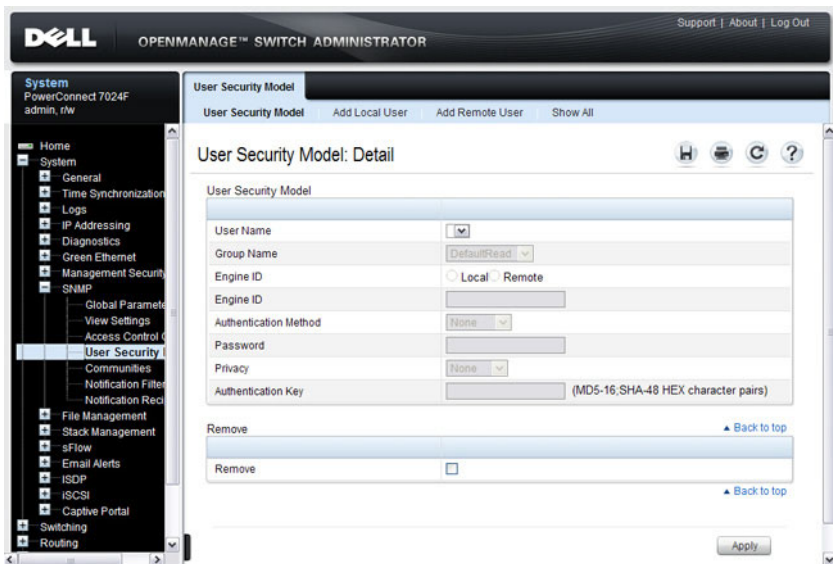 Support | About | Log Out
DELL
OPENMANAGE™ SWITCH ADMINISTRATOR
System
PowerConnect 7024F
admin, r/w
Home
System
General
Time Synchronization
Logs
IP Addressing
Diagnostics
Green Ethernet
Management Security
SNMP
Global Paramete
View Settings
Access Control
User Security
Communities
Notification Filter
Notification Reci
File Management
Stack Management
sFlow
Email Alerts
ISDP
iSCSI
Captive Portal
Switching
Routing
User Security Model
User Security Model Add Local User Add Remote User Show All
User Security Model: Detail
User Security Model
User Name
Group Name DefaultRead
Engine ID Local Remote
Engine ID
Authentication Method None
Password
Privacy None
Authentication Key (MD5-16;SHA-48 HEX character pairs)
Remove Back to top
Remove
Back to top
Apply